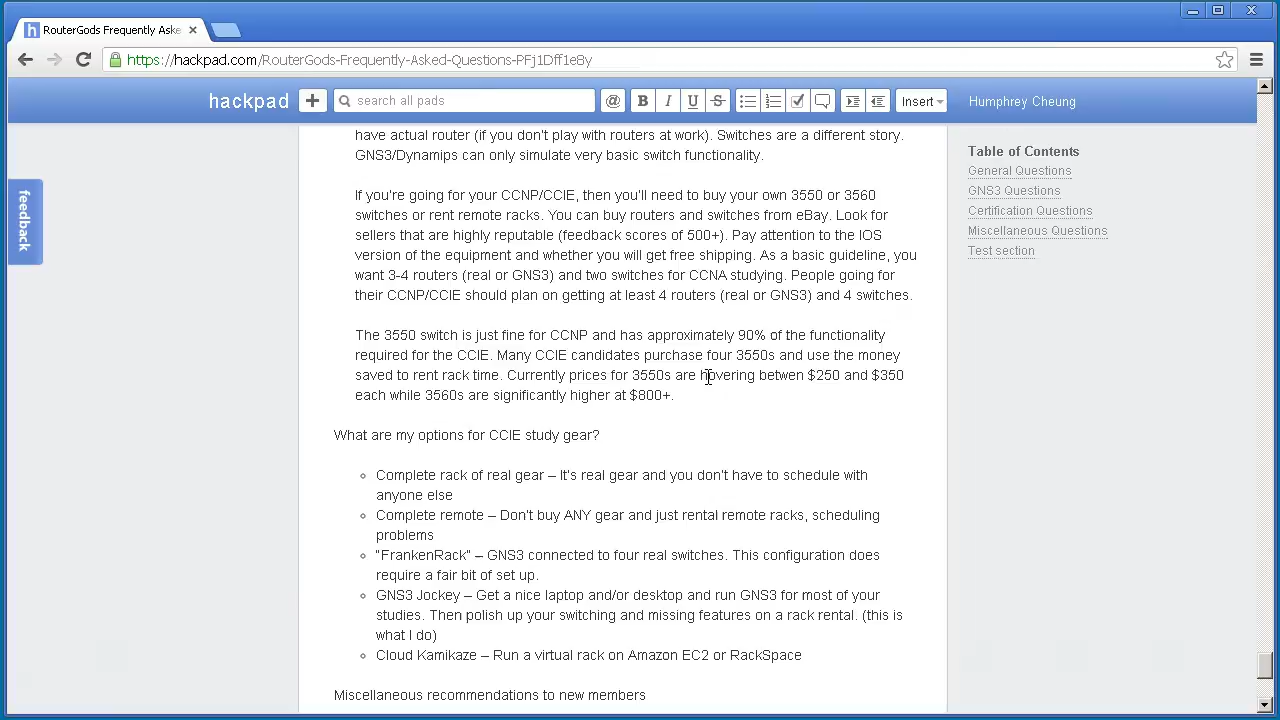 RouterGods Frequently Aske
https://hackpad.com/RouterGods-Frequently-Asked-Questions-PFj1Dff1e8y
hackpad
search all pads
@ B I U S
Insert
Humphrey Cheung
feedback
have actual router (if you don't play with routers at work). Switches are a different story.
GNS3/Dynamips can only simulate very basic switch functionality.
If you're going for your CCNP/CCIE, then you'll need to buy your own 3550 or 3560
switches or rent remote racks. You can buy routers and switches from eBay. Look for
sellers that are highly reputable (feedback scores of 500+). Pay attention to the IOS
version of the equipment and whether you will get free shipping. As a basic guideline, you
want 3-4 routers (real or GNS3) and two switches for CCNA studying. People going for
their CCNP/CCIE should plan on getting at least 4 routers (real or GNS3) and 4 switches.
The 3550 switch is just fine for CCNP and has approximately 90% of the functionality
required for the CCIE. Many CCIE candidates purchase four 3550s and use the money
saved to rent rack time. Currently prices for 3550s are hovering betwen $250 and $350
each while 3560s are significantly higher at $800+.
What are my options for CCIE study gear?
Complete rack of real gear – It's real gear and you don't have to schedule with
anyone else
Complete remote – Don't buy ANY gear and just rental remote racks, scheduling
problems
"FrankenRack" – GNS3 connected to four real switches. This configuration does
require a fair bit of set up.
GNS3 Jockey – Get a nice laptop and/or desktop and run GNS3 for most of your
studies. Then polish up your switching and missing features on a rack rental. (this is
what I do)
Cloud Kamikaze – Run a virtual rack on Amazon EC2 or RackSpace
Miscellaneous recommendations to new members
Table of Contents
General Questions
GNS3 Questions
Certification Questions
Miscellaneous Questions
Test section